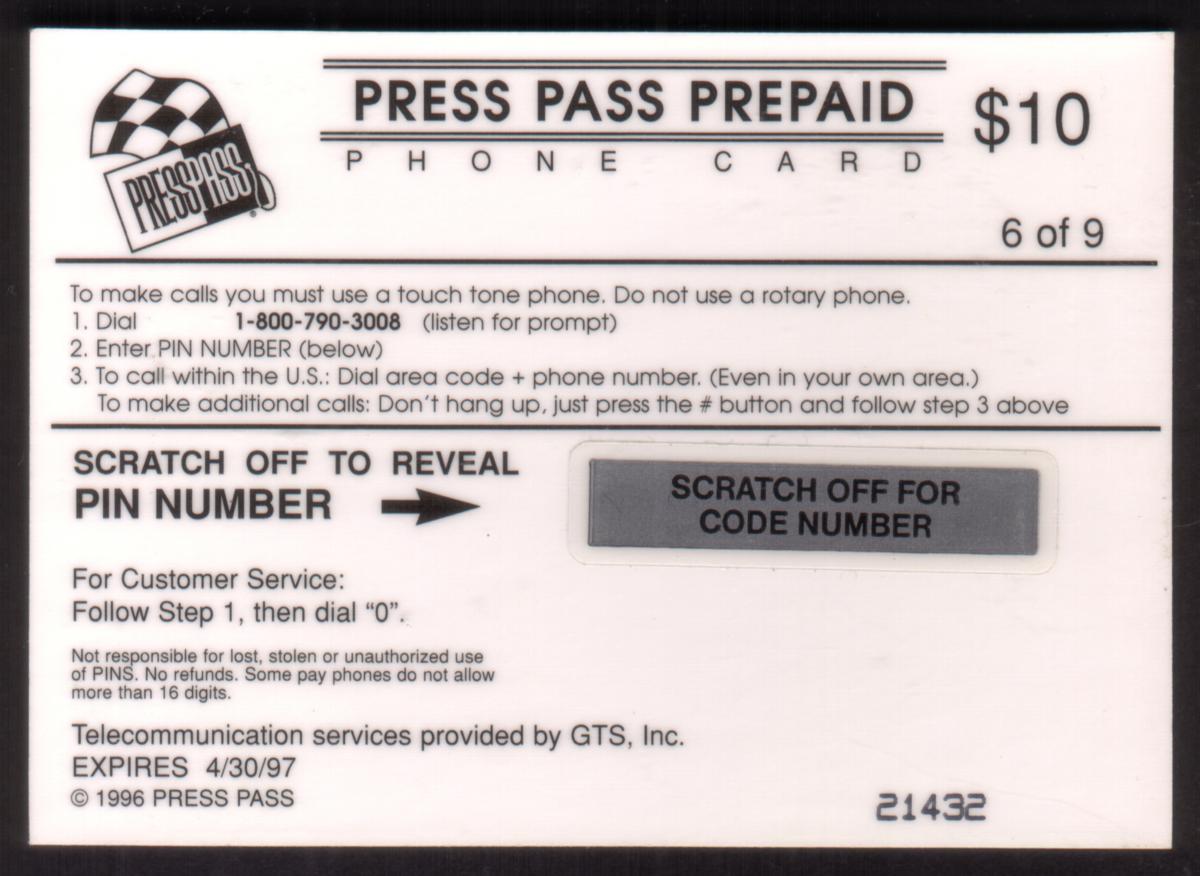 PRESS PASS PREPAID
$10
PHONE CARD
PRESS PASS
®
6 of 9
To make calls you must use a touch tone phone. Do not use a rotary phone.
1. Dial 1-800-790-3008 (listen for prompt)
2. Enter PIN NUMBER (below)
3. To call within the U.S.: Dial area code + phone number. (Even in your own area.)
To make additional calls: Don't hang up, just press the # button and follow step 3 above
SCRATCH OFF TO REVEAL
PIN NUMBER
SCRATCH OFF FOR
CODE NUMBER
For Customer Service:
Follow Step 1, then dial "0".
Not responsible for lost, stolen or unauthorized use
of PINS. No refunds. Some pay phones do not allow
more than 16 digits.
Telecommunication services provided by GTS, Inc.
EXPIRES 4/30/97
© 1996 PRESS PASS
21432